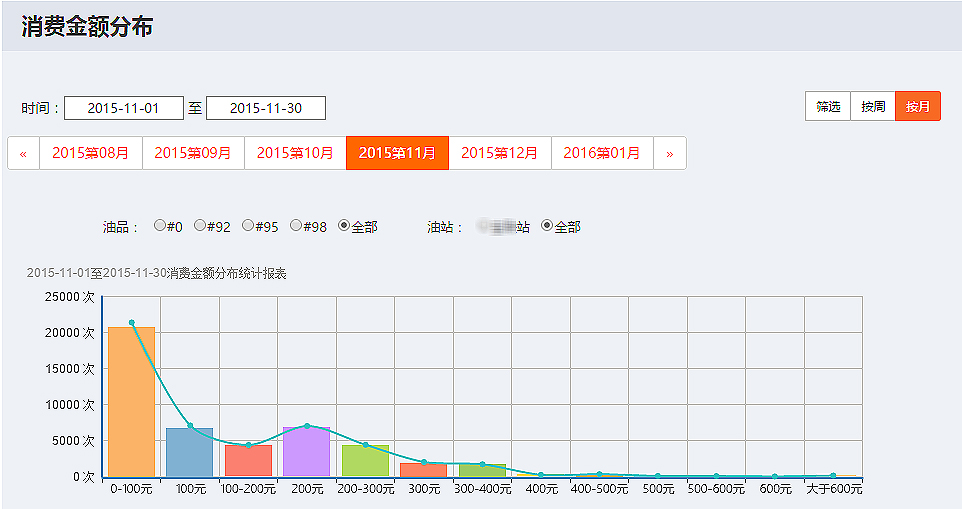 消费金额分布
时间：2015-11-01 至 2015-11-30 筛选 按周 按月
« 2015第08月 2015第09月 2015第10月 2015第11月 2015第12月 2016第01月 »
油品： #0 #92 #95 #98 全部 油站： 站 全部
2015-11-01至2015-11-30消费金额分布统计报表
25000 次
20000 次
15000 次
10000 次
5000 次
0 次
0-100元 100元 100-200元 200元 200-300元 300元 300-400元 400元 400-500元 500元 500-600元 600元 大于600元